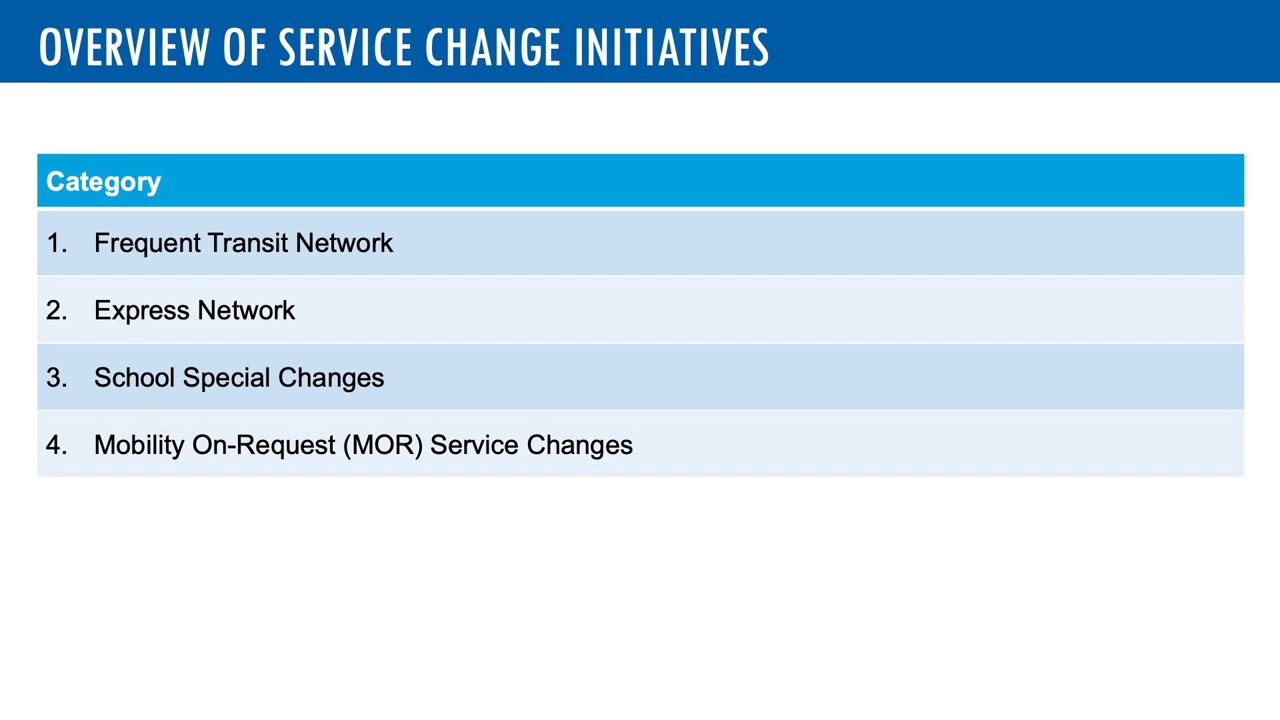 OVERVIEW OF SERVICE CHANGE INITIATIVES
Category
1. Frequent Transit Network
2. Express Network
3. School Special Changes
4. Mobility On-Request (MOR) Service Changes